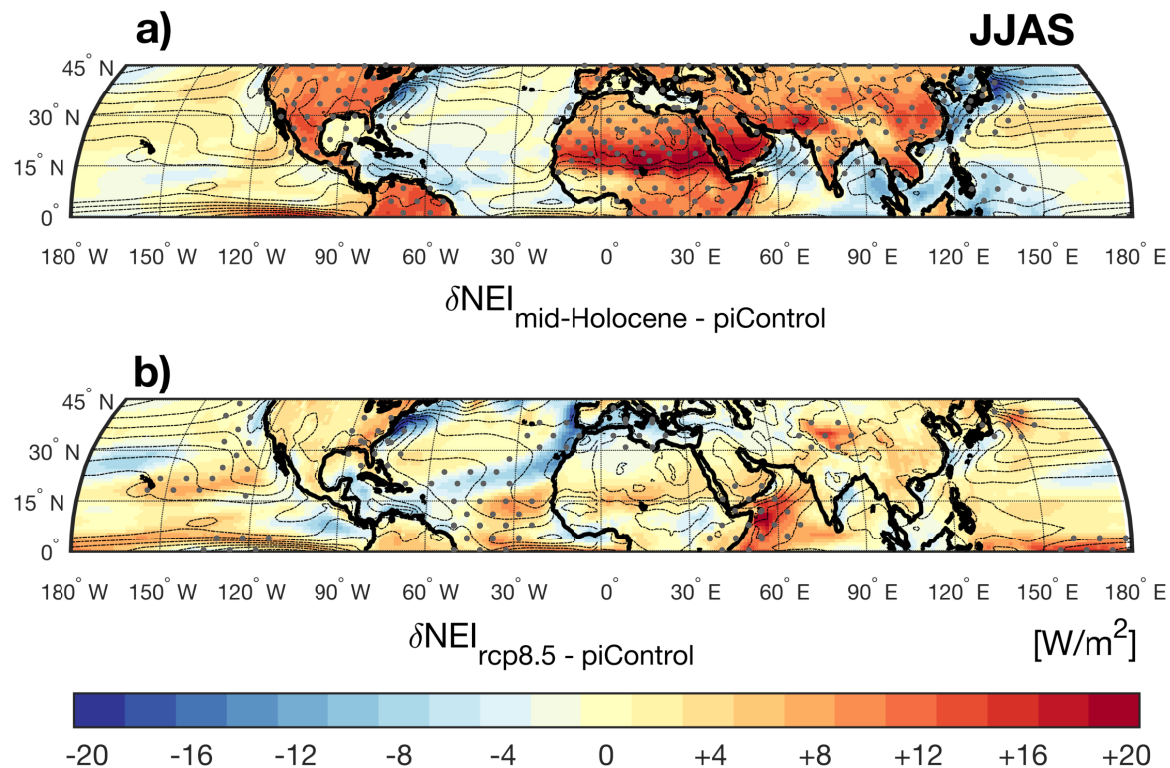 a) JJAS
45° N
30° N
15° N
0°
180° W 150° W 120° W 90° W 60° W 30° W 0° 30° E 60° E 90° E 120° E 150° E 180° E
δNEI mid-Holocene - piControl
b)
45° N
30° N
15° N
0°
180° W 150° W 120° W 90° W 60° W 30° W 0° 30° E 60° E 90° E 120° E 150° E 180° E
δNEI rcp8.5 - piControl [W/m²]
-20 -16 -12 -8 -4 0 +4 +8 +12 +16 +20